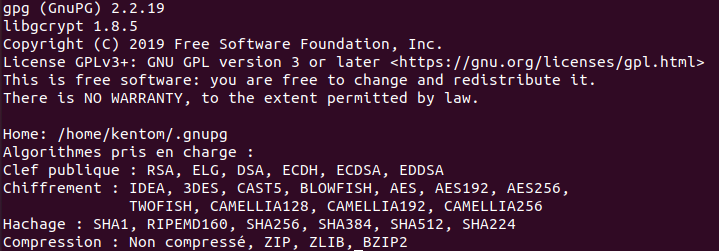 gpg (GnuPG) 2.2.19
libgcrypt 1.8.5
Copyright (C) 2019 Free Software Foundation, Inc.
License GPLv3+: GNU GPL version 3 or later <https://gnu.org/licenses/gpl.html>
This is free software: you are free to change and redistribute it.
There is NO WARRANTY, to the extent permitted by law.

Home: /home/kentom/.gnupg
Algorithmes pris en charge :
Clef publique : RSA, ELG, DSA, ECDH, ECDSA, EDDSA
Chiffrement : IDEA, 3DES, CAST5, BLOWFISH, AES, AES192, AES256,
TWOFISH, CAMELLIA128, CAMELLIA192, CAMELLIA256
Hachage : SHA1, RIPEMD160, SHA256, SHA384, SHA512, SHA224
Compression : Non compressé, ZIP, ZLIB, BZIP2